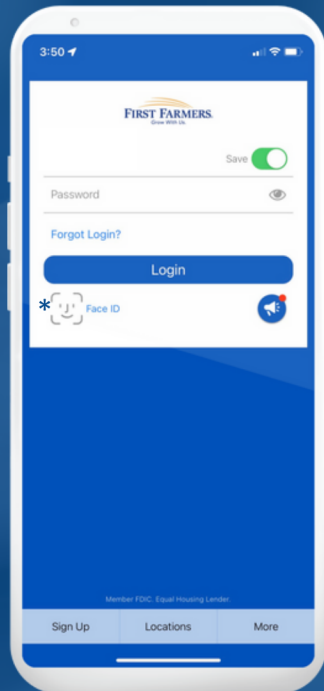 3:50
FIRST FARMERS.
Grow With Us
Save
Password
Forgot Login?
Login
* Face ID
Member FDIC, Equal Housing Lender.
Sign Up Locations More